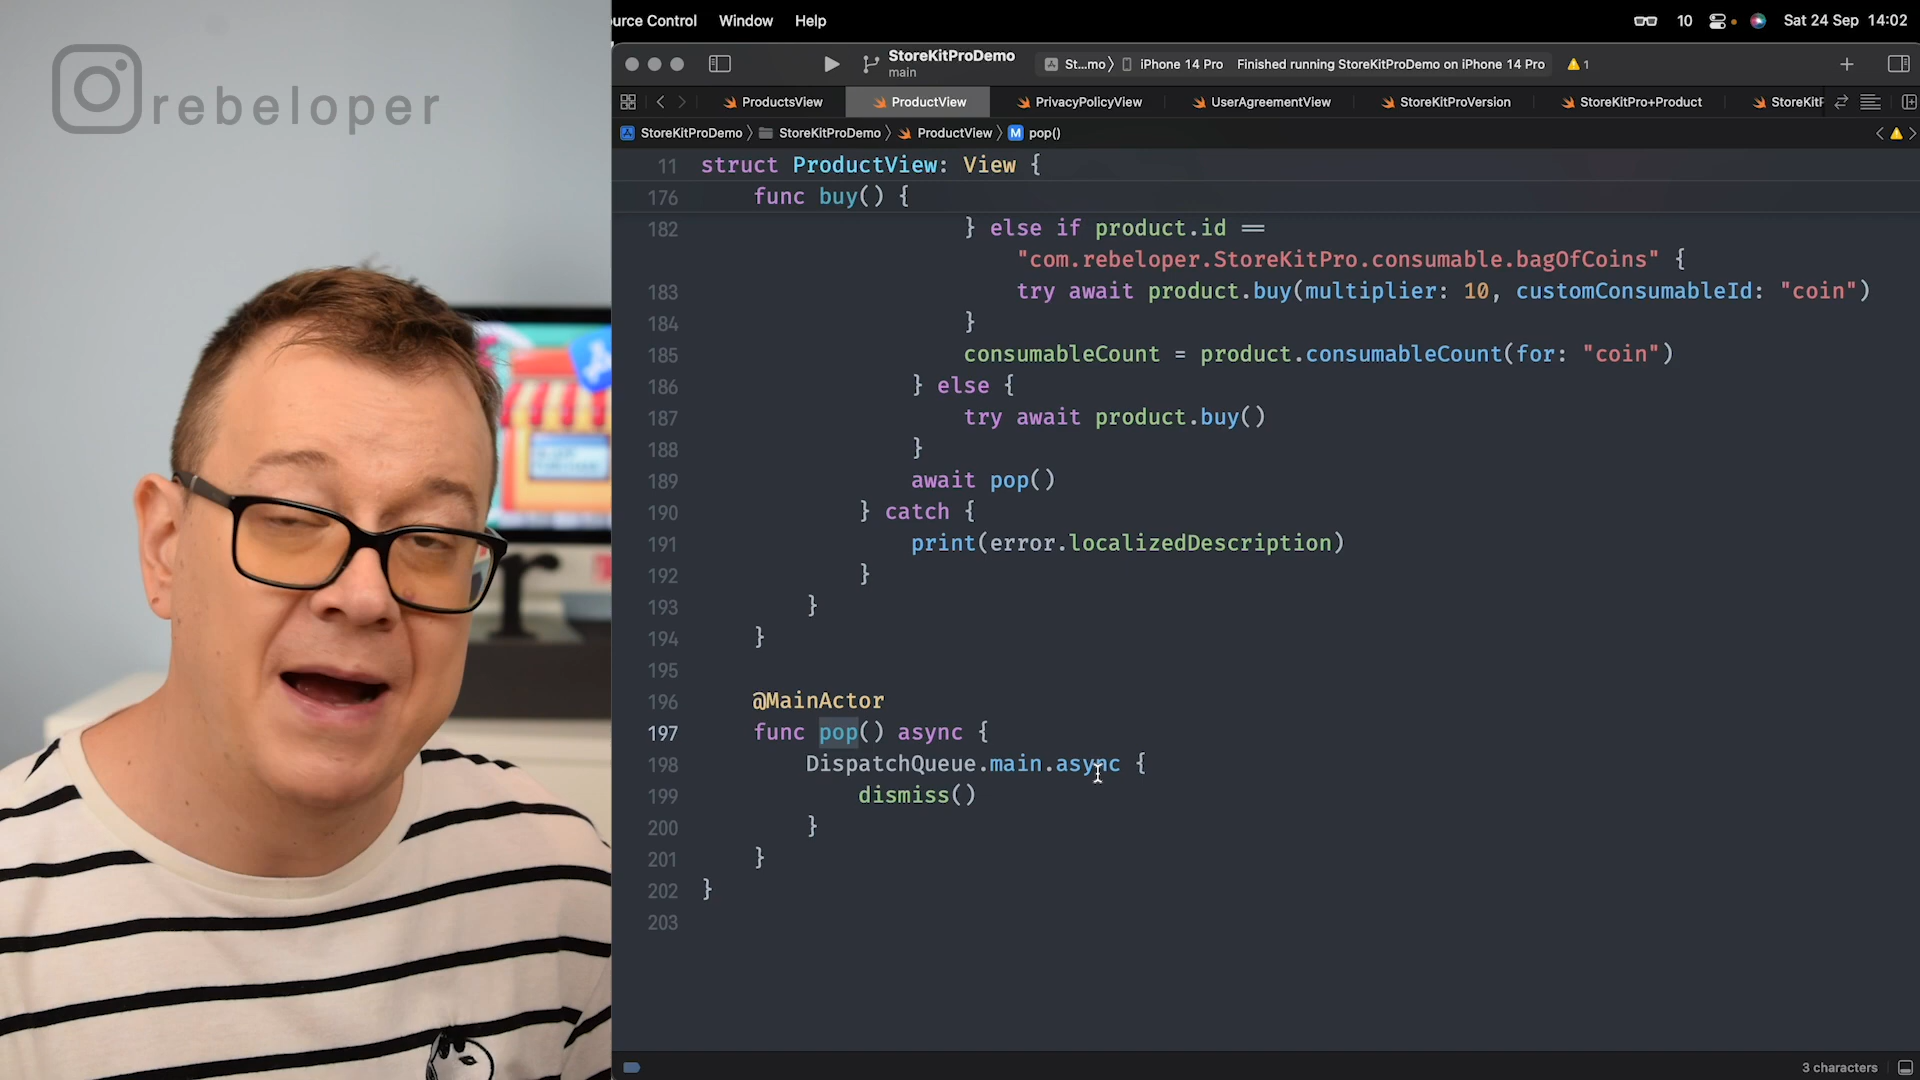 rebeloper
urce Control Window Help
10 Sat 24 Sep 14:02
StoreKitProDemo
main
St...mo⟩ iPhone 14 Pro Finished running StoreKitProDemo on iPhone 14 Pro 1
ProductsView ProductView PrivacyPolicyView UserAgreementView StoreKitProVersion StoreKitPro+Product StoreKitF
StoreKitProDemo ⟩ StoreKitProDemo ⟩ ProductView ⟩ M pop()
11 struct ProductView: View {
176 func buy() {
182 } else if product.id ==
"com.rebeloper.StoreKitPro.consumable.bagOfCoins" {
183 try await product.buy(multiplier: 10, customConsumableId: "coin")
184 }
185 consumableCount = product.consumableCount(for: "coin")
186 } else {
187 try await product.buy()
188 }
189 await pop()
190 } catch {
191 print(error.localizedDescription)
192 }
193 }
194 }
195
196 @MainActor
197 func pop() async {
198 DispatchQueue.main.async {
199 dismiss()
200 }
201 }
202 }
203
3 characters